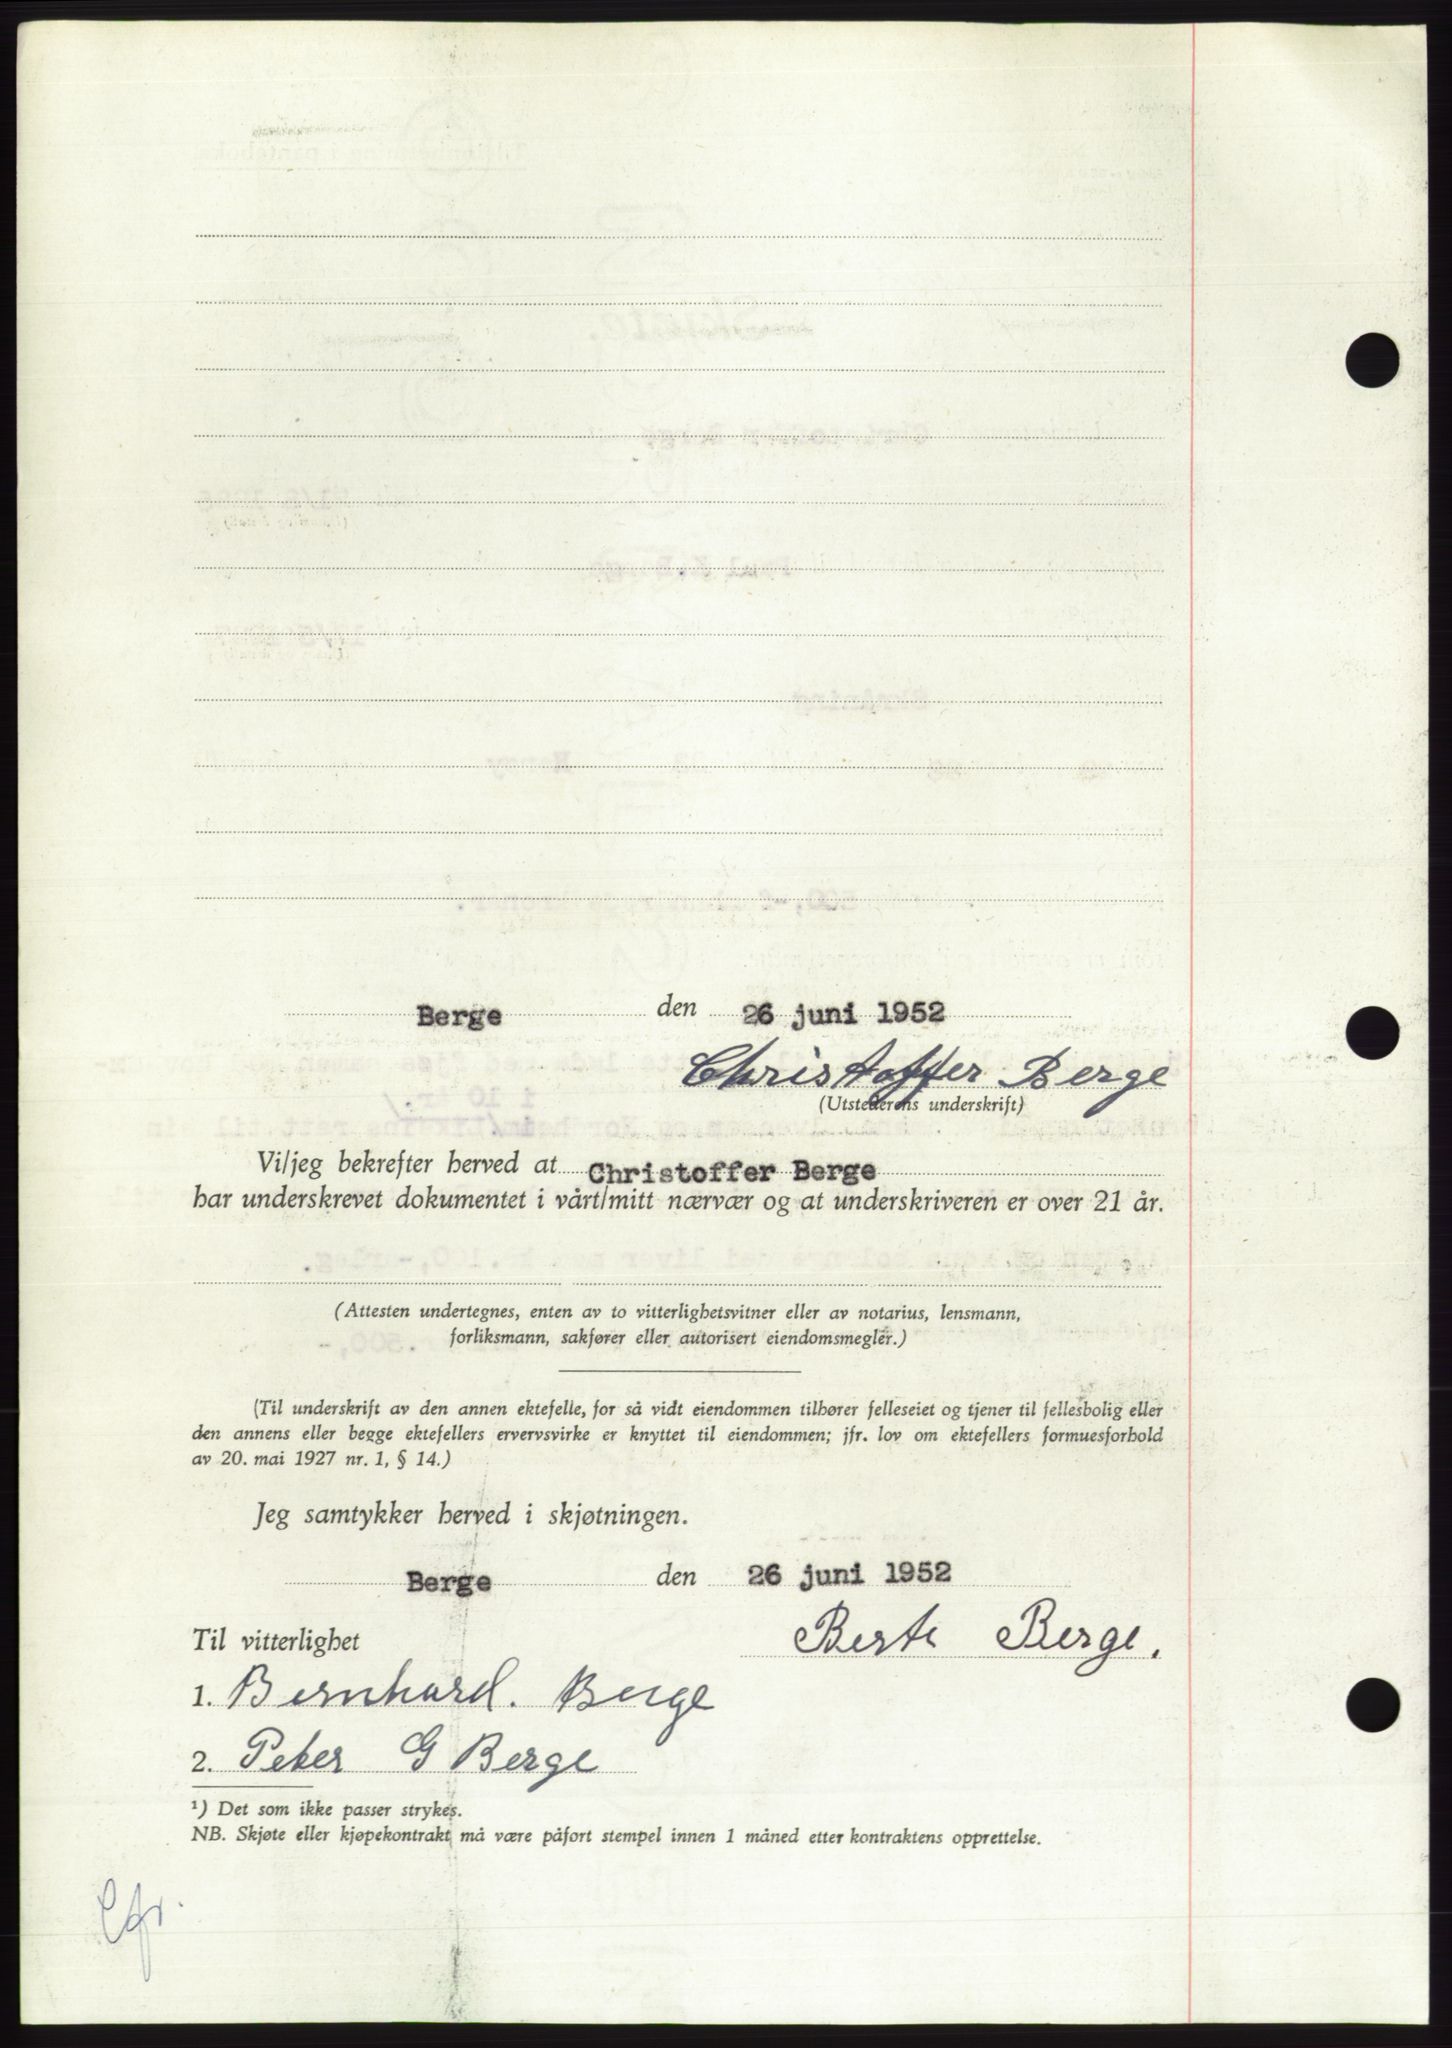 Berge den 26 juni 1952
Christoffer Berge
(Utstederens underskrift)
Vi/jeg bekrefter herved at Christoffer Berge
har underskrevet dokumentet i vårt/mitt nærvær og at underskriveren er over 21 år.
(Attesten undertegnes, enten av to vitterlighetsvitner eller av notarius, lensmann,
forliksmann, sakfører eller autorisert eiendomsmegler.)
(Til underskrift av den annen ektefelle, for så vidt eiendommen tilhører felleseiet og tjener til fellesbolig eller
den annens eller begge ektefellers ervervsvirke er knyttet til eiendommen; jfr. lov om ektefellers formuesforhold
av 20. mai 1927 nr. 1, § 14.)
Jeg samtykker herved i skjøtningen.
Berge den 26 juni 1952
Til vitterlighet Berte Berge.
1. Bernhard. Berge
2. Peter G Berge
¹) Det som ikke passer strykes.
NB. Skjøte eller kjøpekontrakt må være påført stempel innen 1 måned etter kontraktens opprettelse.